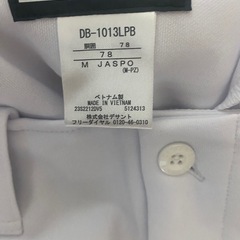 DB-1013LPB
胴囲 78
78
M JASPO
(M-PZ)
ベトナム製
MADE IN VIETNAM
23S2212DVS 5124313
株式会社デサント
フリーダイヤル 0120-46-0310